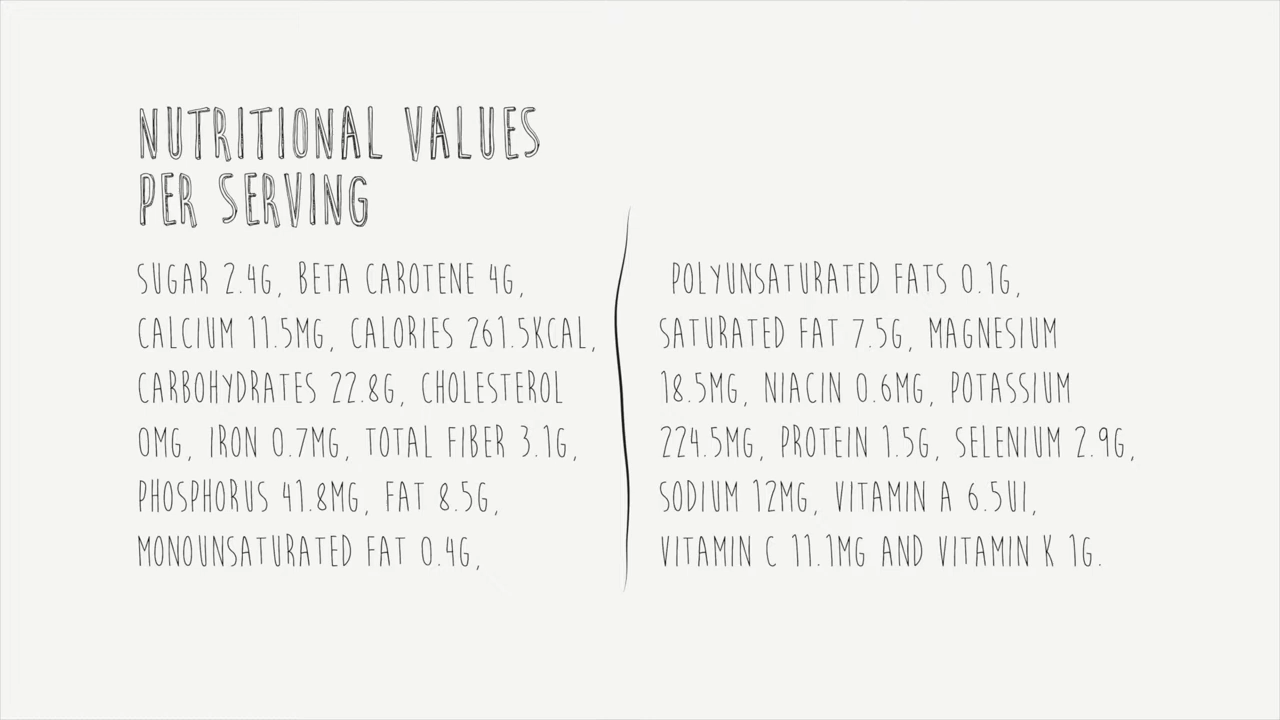 NUTRITIONAL VALUES
PER SERVING
SUGAR 2.4G, BETA CAROTENE 4G,
CALCIUM 11.5MG, CALORIES 261.5KCAL,
CARBOHYDRATES 22.8G, CHOLESTEROL
0MG, IRON 0.7MG, TOTAL FIBER 3.1G,
PHOSPHORUS 41.8MG, FAT 8.5G,
MONOUNSATURATED FAT 0.4G,
POLYUNSATURATED FATS 0.1G,
SATURATED FAT 7.5G, MAGNESIUM
18.5MG, NIACIN 0.6MG, POTASSIUM
224.5MG, PROTEIN 1.5G, SELENIUM 2.9G,
SODIUM 12MG, VITAMIN A 6.5UI,
VITAMIN C 11.1MG AND VITAMIN K 1G.